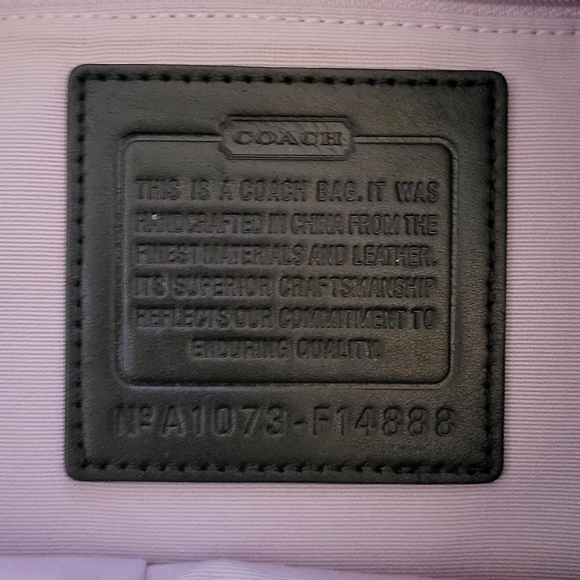 COACH
THIS IS A COACH BAG. IT WAS
HANDCRAFTED IN CHINA FROM THE
FINEST MATERIALS AND LEATHER.
ITS SUPERIOR CRAFTSMANSHIP
REFLECTS OUR COMMITMENT TO
ENDURING QUALITY.
Nº A1073-F14888